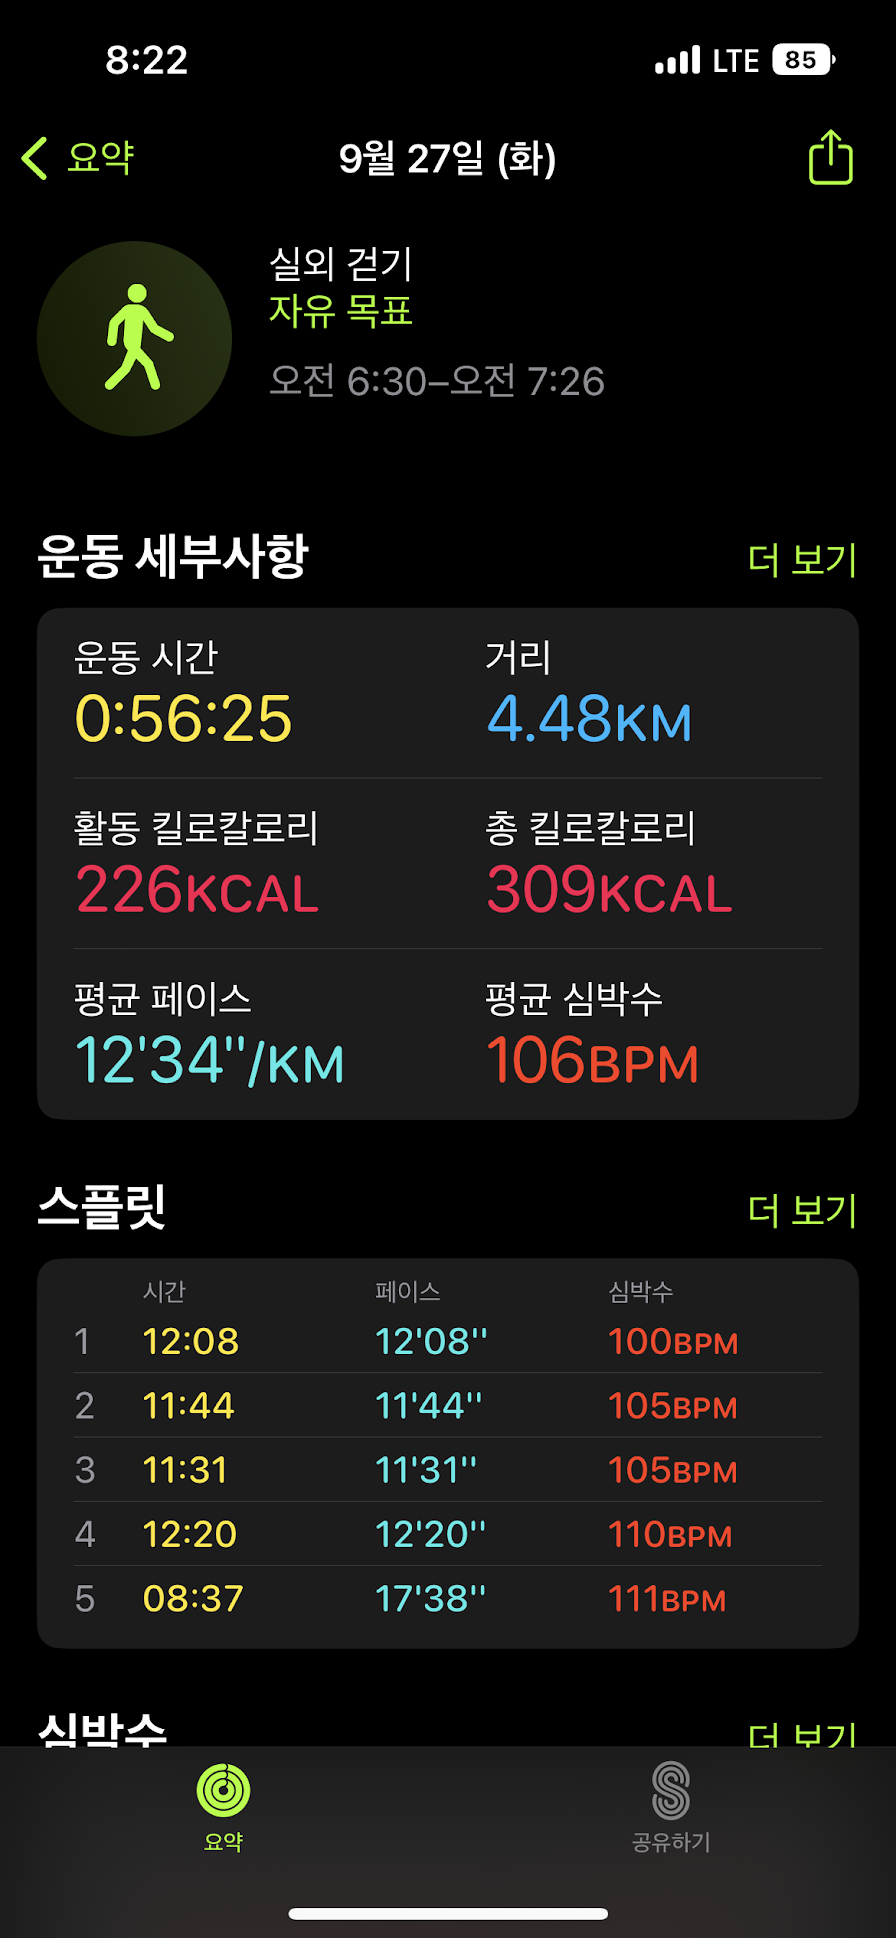 8:22 LTE 85
요약 9월 27일 (화)
실외 걷기
자유 목표
오전 6:30–오전 7:26
운동 세부사항 더 보기
운동 시간 거리
0:56:25 4.48KM
활동 킬로칼로리 총 킬로칼로리
226KCAL 309KCAL
평균 페이스 평균 심박수
12'34"/KM 106BPM
스플릿 더 보기
시간 페이스 심박수
1 12:08 12'08'' 100BPM
2 11:44 11'44'' 105BPM
3 11:31 11'31'' 105BPM
4 12:20 12'20'' 110BPM
5 08:37 17'38'' 111BPM
심박수 더 보기
요약 공유하기